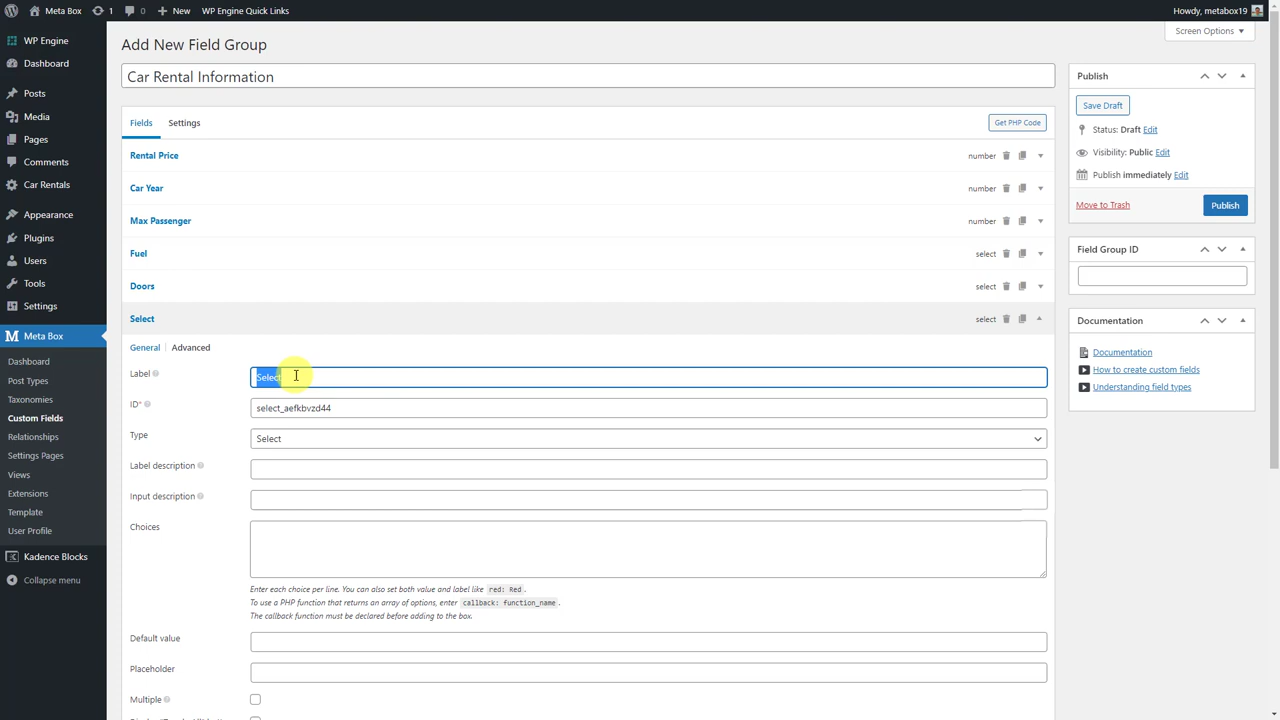 Meta Box
1
0
New
WP Engine Quick Links
Howdy, metabox19
Screen Options
WP Engine
Dashboard
Posts
Media
Pages
Comments
Car Rentals
Appearance
Plugins
Users
Tools
Settings
Meta Box
Dashboard
Post Types
Taxonomies
Custom Fields
Relationships
Settings Pages
Views
Extensions
Template
User Profile
Kadence Blocks
Collapse menu
Add New Field Group
Car Rental Information
Fields
Settings
Get PHP Code
Rental Price
number
Car Year
number
Max Passenger
number
Fuel
select
Doors
select
Select
select
General
Advanced
Label
Select
ID*
select_aefkbvzd44
Type
Select
Label description
Input description
Choices
Enter each choice per line. You can also set both value and label like red: Red.
To use a PHP function that returns an array of options, enter callback: function_name.
The callback function must be declared before adding to the box.
Default value
Placeholder
Multiple
Publish
Save Draft
Status: Draft Edit
Visibility: Public Edit
Publish immediately Edit
Move to Trash
Publish
Field Group ID
Documentation
Documentation
How to create custom fields
Understanding field types